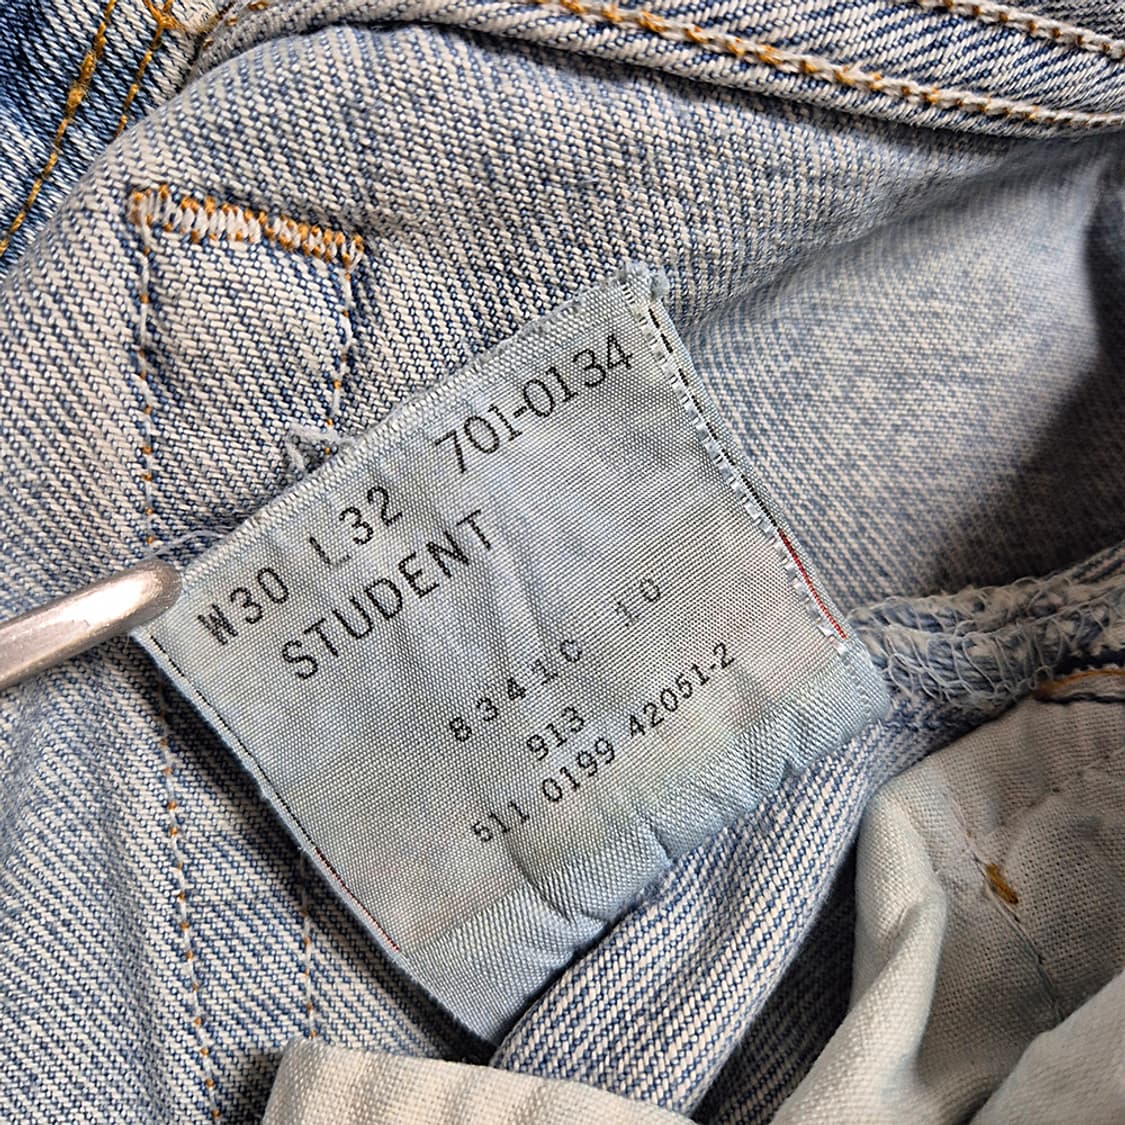 W30 L32 701-0134
STUDENT
8341C 10
913
511 0199 42051-2